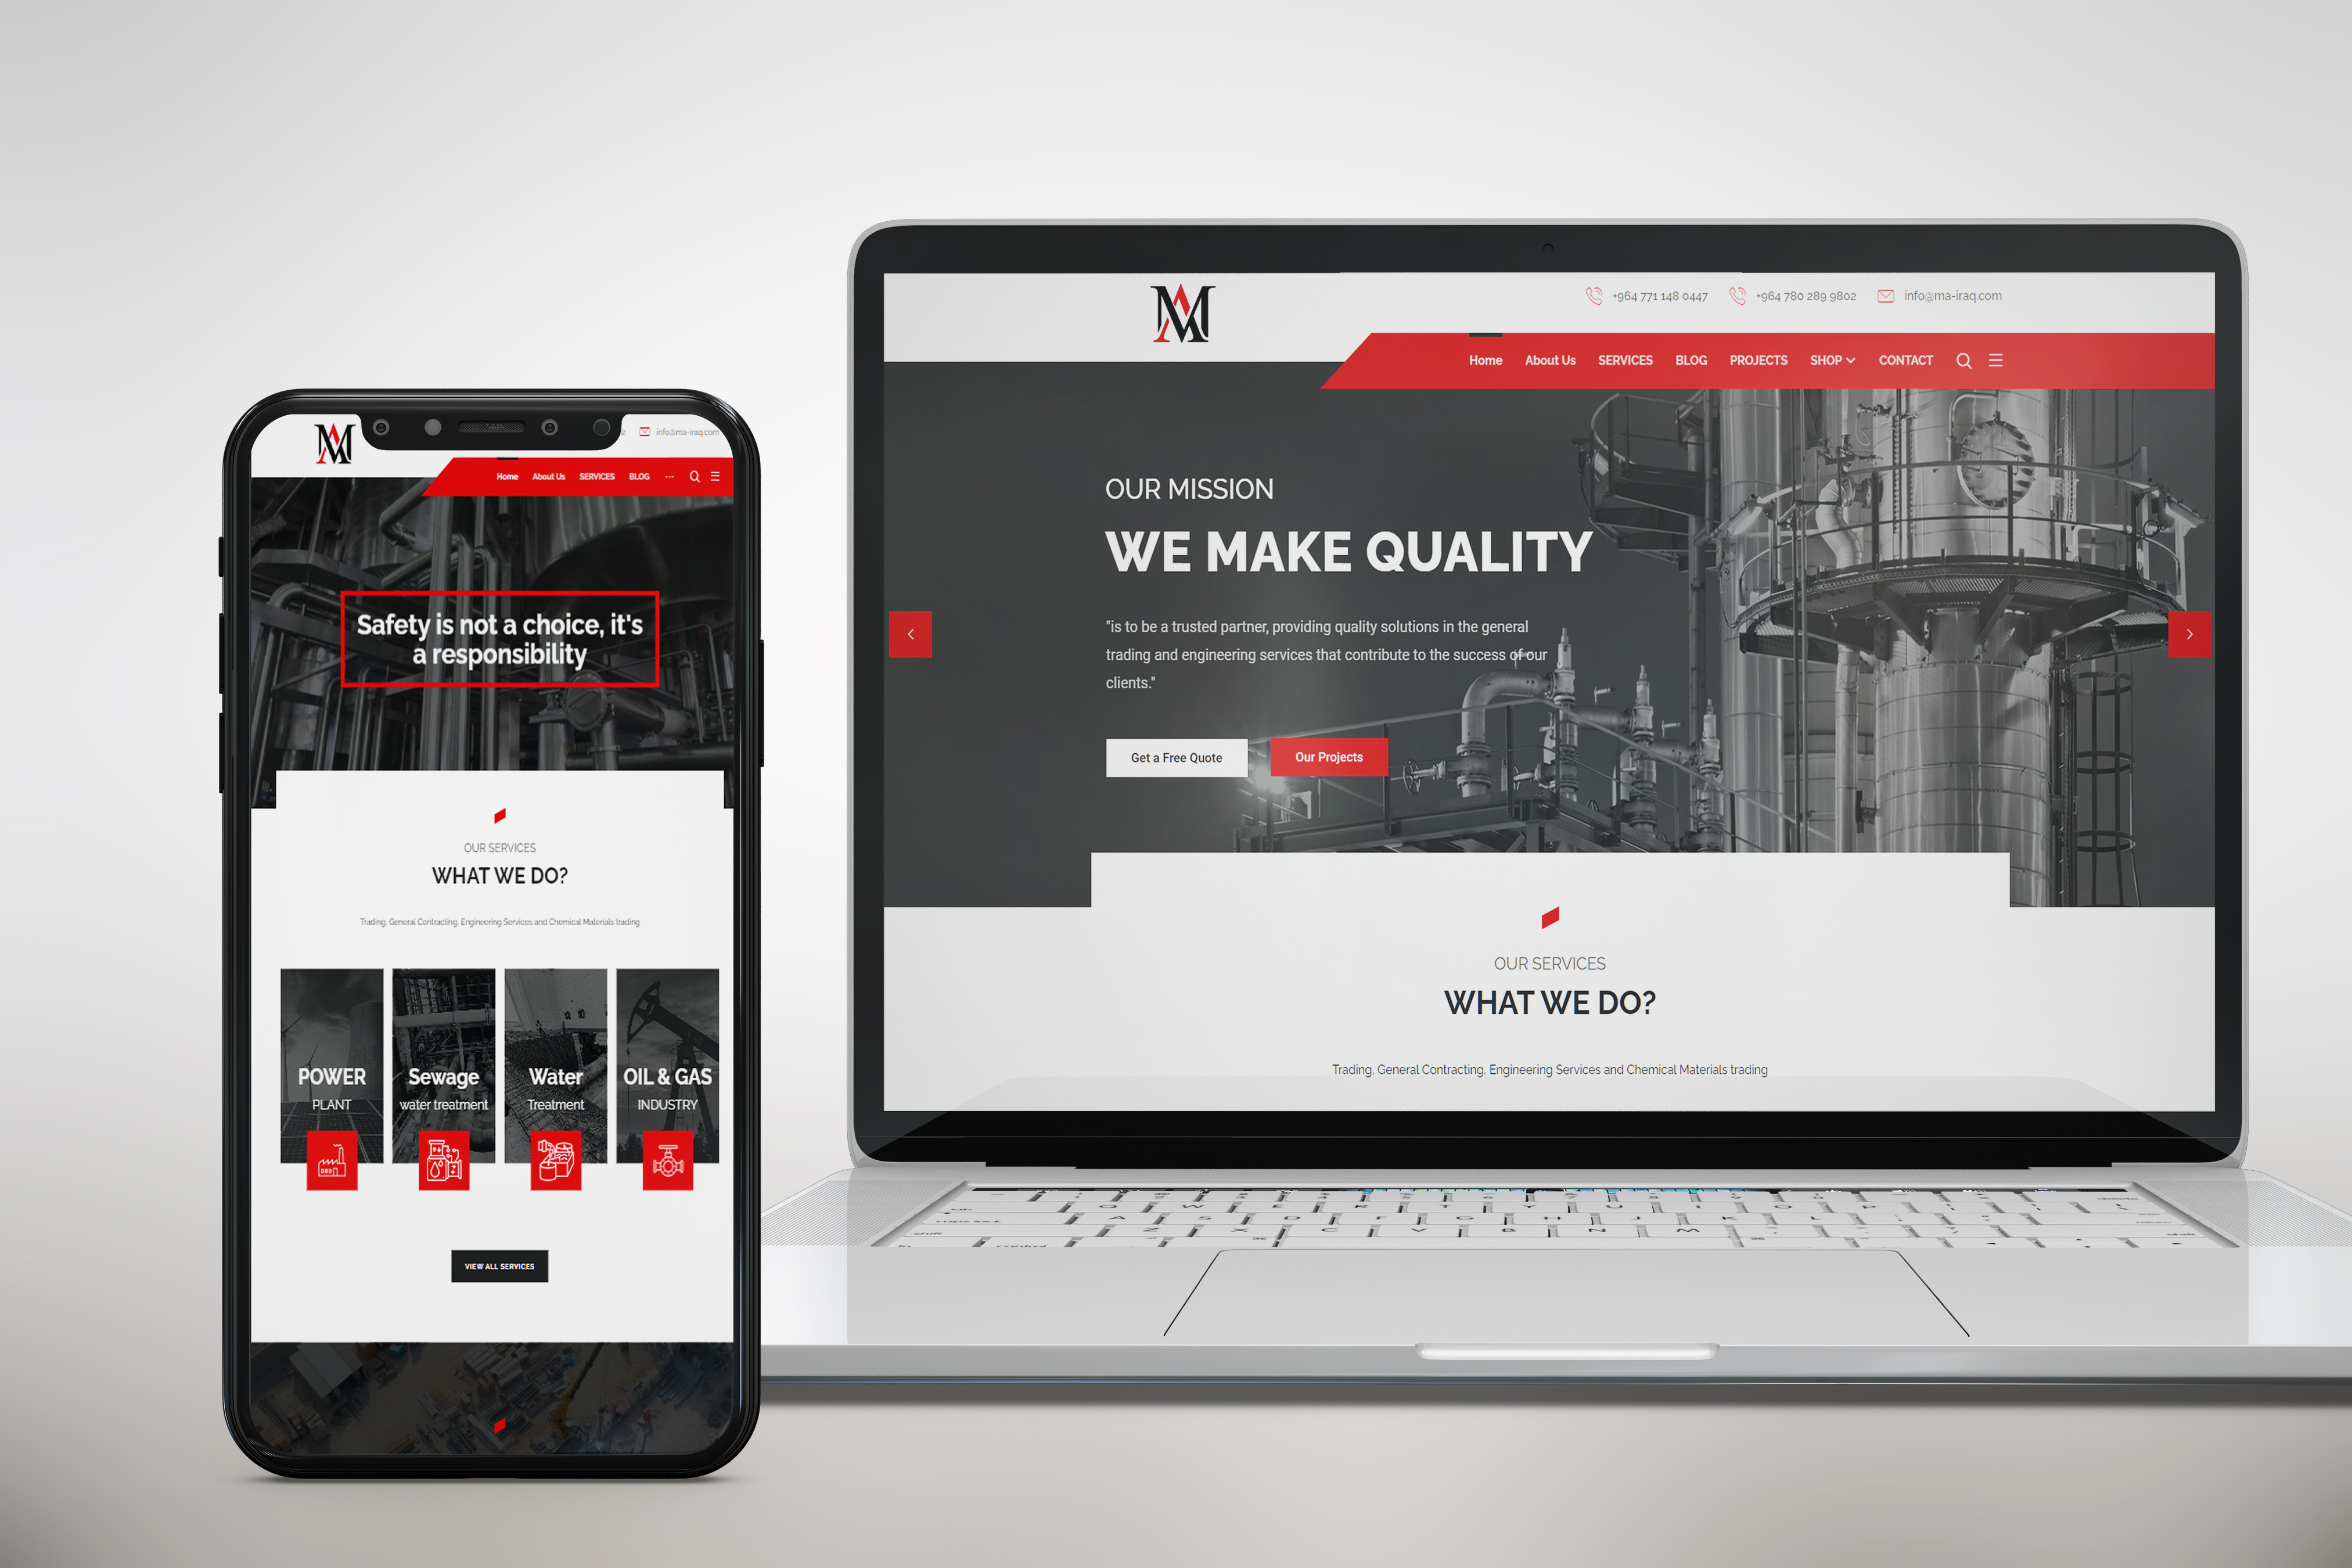 MA
+964 771 148 0447
+964 780 289 9802
info@ma-iraq.com
Home About Us SERVICES BLOG PROJECTS SHOP CONTACT
OUR MISSION
WE MAKE QUALITY
"is to be a trusted partner, providing quality solutions in the general
trading and engineering services that contribute to the success of our
clients."
Get a Free Quote
Our Projects
OUR SERVICES
WHAT WE DO?
Trading, General Contracting, Engineering Services and Chemical Materials trading
MA
2 info@ma-iraq.com
Home About Us SERVICES BLOG ...
Safety is not a choice, it's
a responsibility
OUR SERVICES
WHAT WE DO?
Trading, General Contracting, Engineering Services and Chemical Materials trading
POWER
PLANT
Sewage
water treatment
Water
Treatment
OIL & GAS
INDUSTRY
VIEW ALL SERVICES